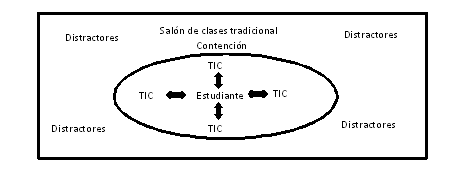 Salón de clases tradicional
Distractores
Distractores
Contención
TIC
TIC
Estudiante
TIC
TIC
Distractores
Distractores